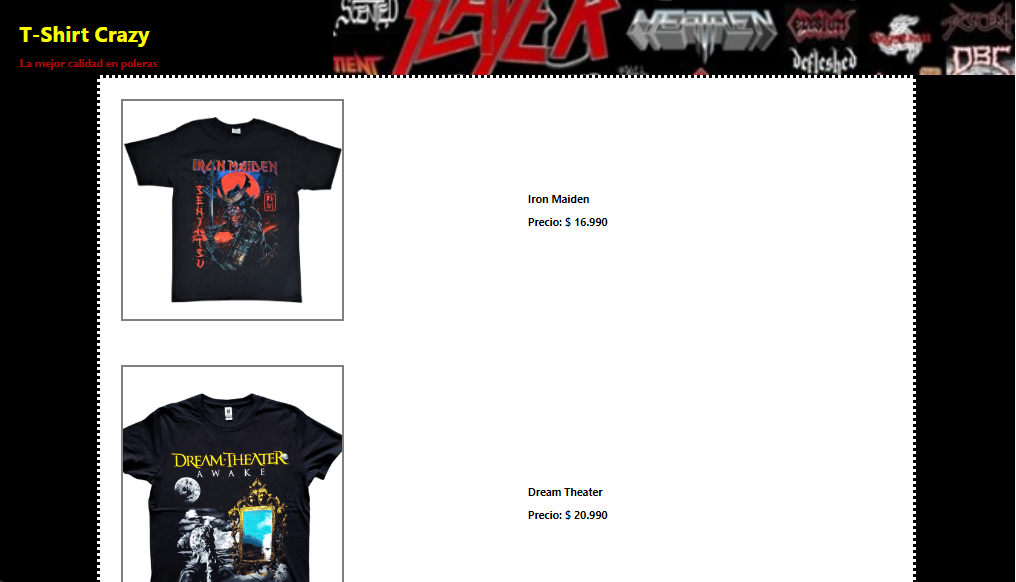 T-Shirt Crazy
La mejor calidad en poleras
SLAYER
defleshed
DBC
IRON MAIDEN
SENJUTSU
Iron Maiden
Precio: $ 16.990
DREAM THEATER
AWAKE
Dream Theater
Precio: $ 20.990